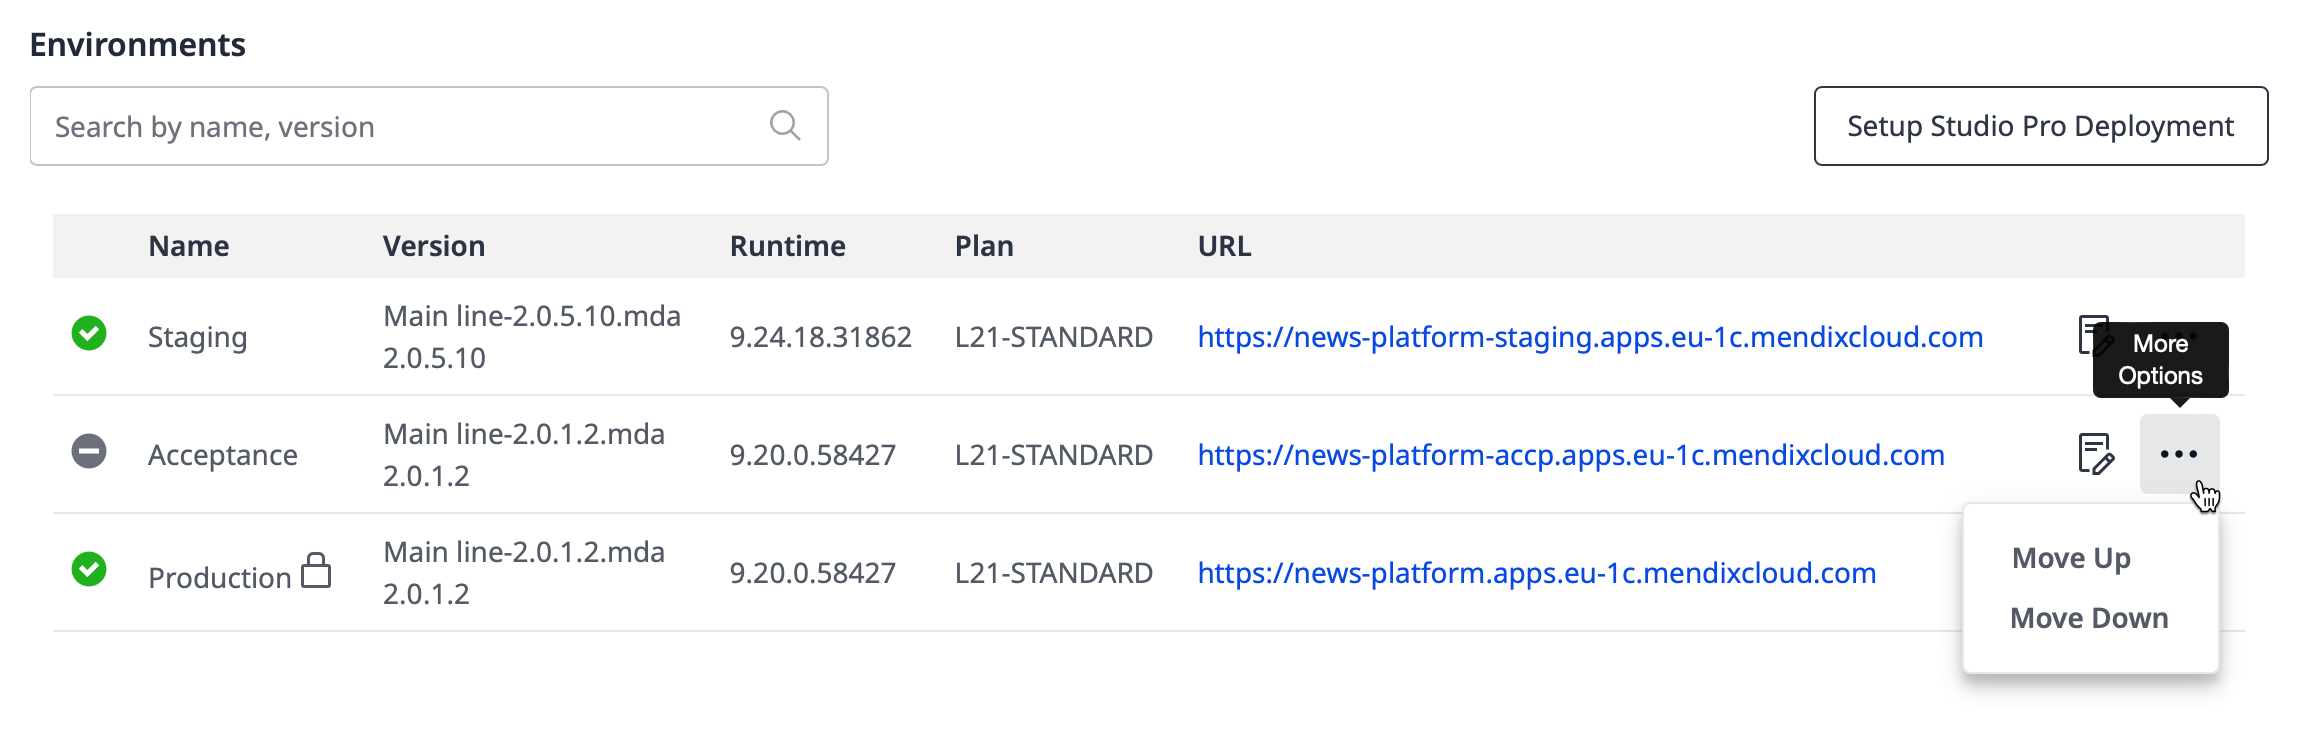 Environments
Search by name, version
Setup Studio Pro Deployment
Name Version Runtime Plan URL
Main line-2.0.5.10.mda
Staging 9.24.18.31862 L21-STANDARD https://news-platform-staging.apps.eu-1c.mendixcloud.com
2.0.5.10
More
Options
Main line-2.0.1.2.mda
Acceptance 9.20.0.58427 L21-STANDARD https://news-platform-accp.apps.eu-1c.mendixcloud.com
2.0.1.2
Main line-2.0.1.2.mda
Production 9.20.0.58427 L21-STANDARD https://news-platform.apps.eu-1c.mendixcloud.com
2.0.1.2
Move Up
Move Down